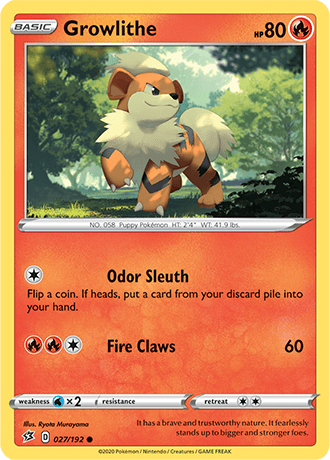 BASIC Growlithe HP 80
NO. 058 Puppy Pokémon HT: 2'4" WT: 41.9 lbs.
Odor Sleuth
Flip a coin. If heads, put a card from your discard pile into
your hand.
Fire Claws 60
weakness ×2 resistance retreat
Illus. Ryota Murayama
D 027/192
It has a brave and trustworthy nature. It fearlessly
stands up to bigger and stronger foes.
©2020 Pokémon / Nintendo / Creatures / GAME FREAK